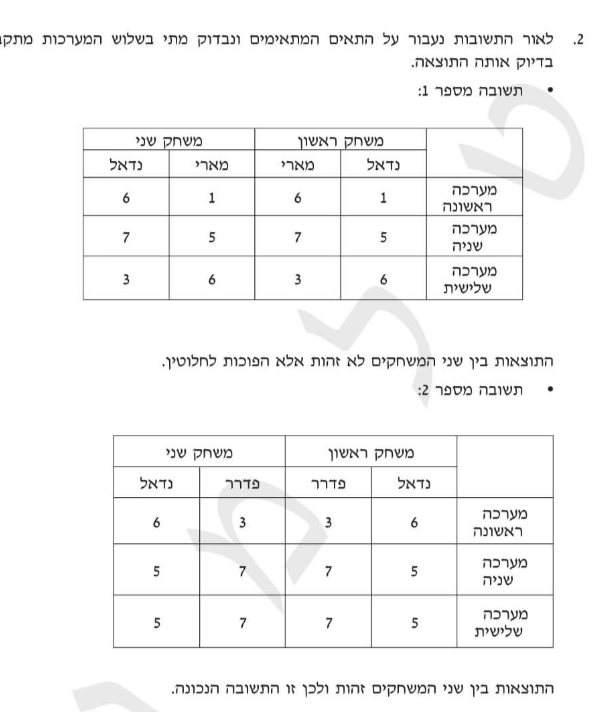 2. לאור התשובות נעבור על התאים המתאימים ונבדוק מתי בשלוש המערכות
בדיוק אותה התוצאה.
• תשובה מספר 1:
משחק ראשון משחק שני
נדאל מארי מארי נדאל
מערכה ראשונה 1 6 1 6
מערכה שניה 5 7 5 7
מערכה שלישית 6 3 6 3
התוצאות בין שני המשחקים לא זהות אלא הפוכות לחלוטין.
• תשובה מספר 2:
משחק ראשון משחק שני
נדאל פדרר פדרר נדאל
מערכה ראשונה 6 3 3 6
מערכה שניה 5 7 7 5
מערכה שלישית 5 7 7 5
התוצאות בין שני המשחקים זהות ולכן זו התשובה הנכונה.